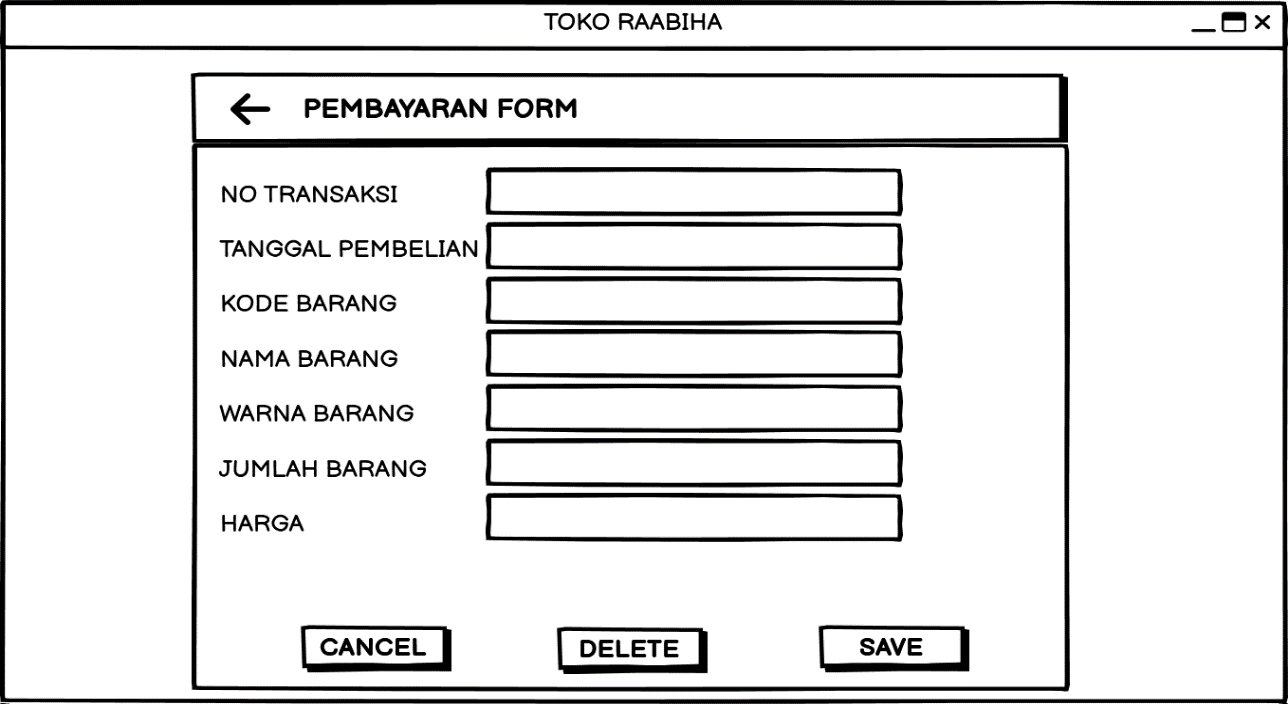 TOKO RAABIHA
PEMBAYARAN FORM
NO TRANSAKSI
TANGGAL PEMBELIAN
KODE BARANG
NAMA BARANG
WARNA BARANG
JUMLAH BARANG
HARGA
CANCEL DELETE SAVE